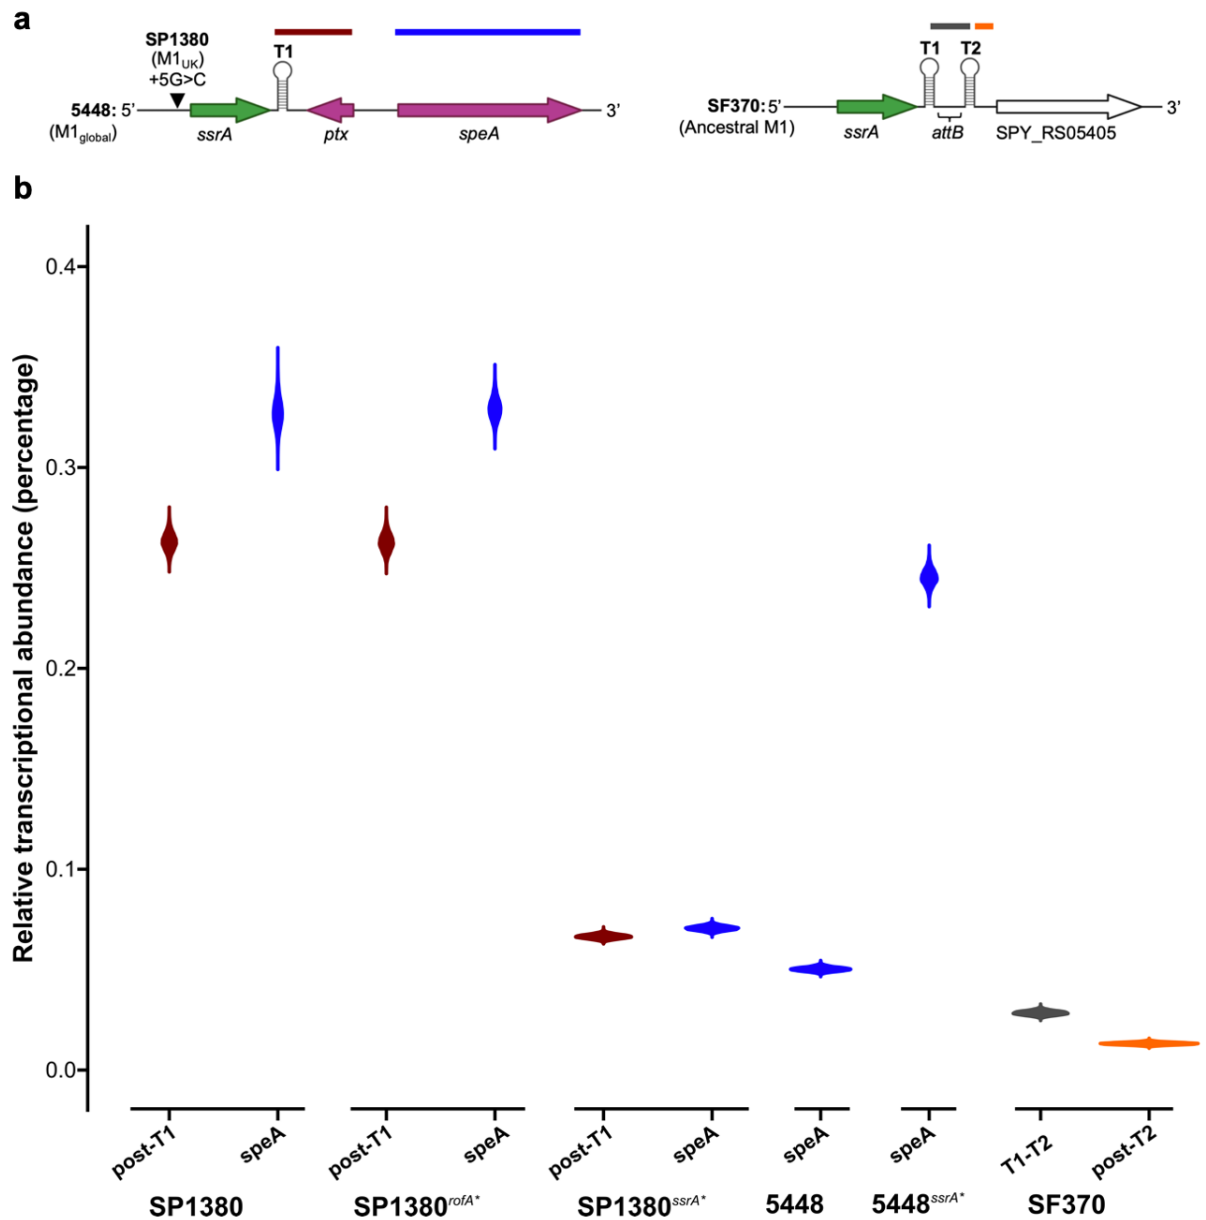 a
SP1380
(M1UK)
+5G>C
T1
5448: 5’
3’
(M1global)
ssrA
ptx
speA
T1 T2
SF370: 5’
3’
(Ancestral M1)
ssrA
attB
SPY_RS05405
b
Relative transcriptional abundance (percentage)
0.4
0.3
0.2
0.1
0.0
post-T1
speA
post-T1
speA
post-T1
speA
speA
speA
T1-T2
post-T2
SP1380
SP1380rofA*
SP1380ssrA*
5448
5448ssrA*
SF370